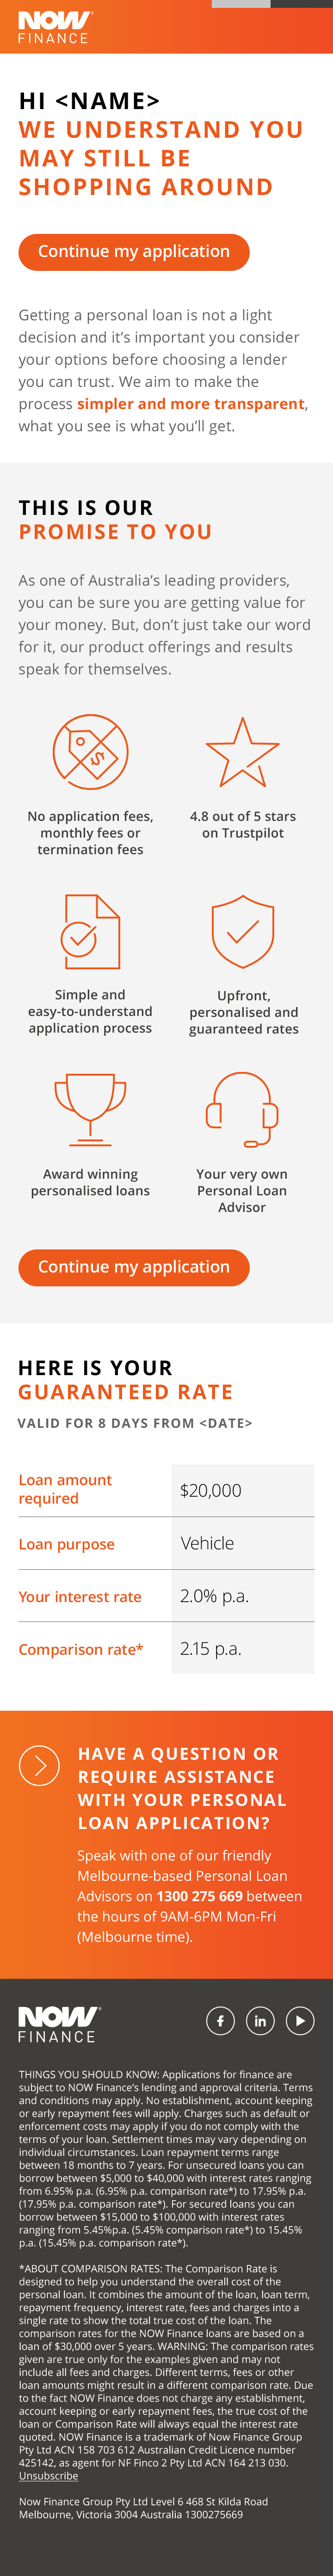 NOW
FINANCE
HI <NAME>
WE UNDERSTAND YOU
MAY STILL BE
SHOPPING AROUND
Continue my application
Getting a personal loan is not a light
decision and it's important you consider
your options before choosing a lender
you can trust. We aim to make the
process simpler and more transparent,
what you see is what you'll get.
THIS IS OUR
PROMISE TO YOU
As one of Australia's leading providers,
you can be sure you are getting value for
your money. But, don't just take our word
for it, our product offerings and results
speak for themselves.
No application fees,
monthly fees or
termination fees
4.8 out of 5 stars
on Trustpilot
Simple and
easy-to-understand
application process
Upfront,
personalised and
guaranteed rates
Award winning
personalised loans
Your very own
Personal Loan
Advisor
Continue my application
HERE IS YOUR
GUARANTEED RATE
VALID FOR 8 DAYS FROM <DATE>
Loan amount
required
$20,000
Loan purpose
Vehicle
Your interest rate
2.0% p.a.
Comparison rate*
2.15 p.a.
HAVE A QUESTION OR
REQUIRE ASSISTANCE
WITH YOUR PERSONAL
LOAN APPLICATION?
Speak with one of our friendly
Melbourne-based Personal Loan
Advisors on 1300 275 669 between
the hours of 9AM-6PM Mon-Fri
(Melbourne time).
NOW
FINANCE
THINGS YOU SHOULD KNOW: Applications for finance are
subject to NOW Finance's lending and approval criteria. Terms
and conditions may apply. No establishment, account keeping
or early repayment fees will apply. Charges such as default or
enforcement costs may apply if you do not comply with the
terms of your loan. Settlement times may vary depending on
individual circumstances. Loan repayment terms range
between 18 months to 7 years. For unsecured loans you can
borrow between $5,000 to $40,000 with interest rates ranging
from 6.95% p.a. (6.95% p.a. comparison rate*) to 17.95% p.a.
(17.95% p.a. comparison rate*). For secured loans you can
borrow between $15,000 to $100,000 with interest rates
ranging from 5.45%p.a. (5.45% comparison rate*) to 15.45%
p.a. (15.45% p.a. comparison rate*).
*ABOUT COMPARISON RATES: The Comparison Rate is
designed to help you understand the overall cost of the
personal loan. It combines the amount of the loan, loan term,
repayment frequency, interest rate, fees and charges into a
single rate to show the total true cost of the loan. The
comparison rates for the NOW Finance loans are based on a
loan of $30,000 over 5 years. WARNING: The comparison rates
given are true only for the examples given and may not
include all fees and charges. Different terms, fees or other
loan amounts might result in a different comparison rate. Due
to the fact NOW Finance does not charge any establishment,
account keeping or early repayment fees, the true cost of the
loan or Comparison Rate will always equal the interest rate
quoted. NOW Finance is a trademark of Now Finance Group
Pty Ltd ACN 158 703 612 Australian Credit Licence number
425142, as agent for NF Finco 2 Pty Ltd ACN 164 213 030.
Unsubscribe
Now Finance Group Pty Ltd Level 6 468 St Kilda Road
Melbourne, Victoria 3004 Australia 1300275669